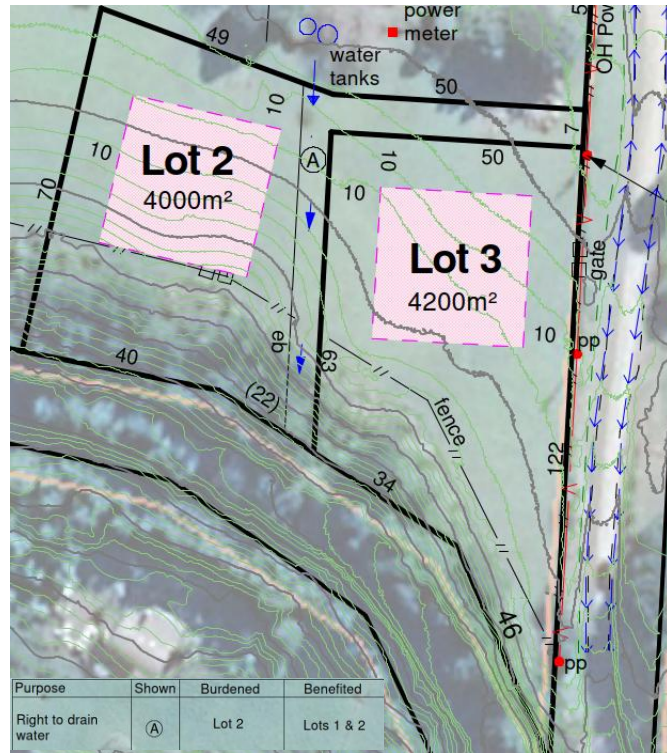 power
meter
OH Pow
5
49
water
tanks
50
10
A
7
Lot 2
4000m²
10
10
50
10
70
Lot 3
4200m²
gate
10
pp
40
eb
63
(22)
fence
122
34
46
pp
Purpose Shown Burdened Benefited
Right to drain water A Lot 2 Lots 1 & 2